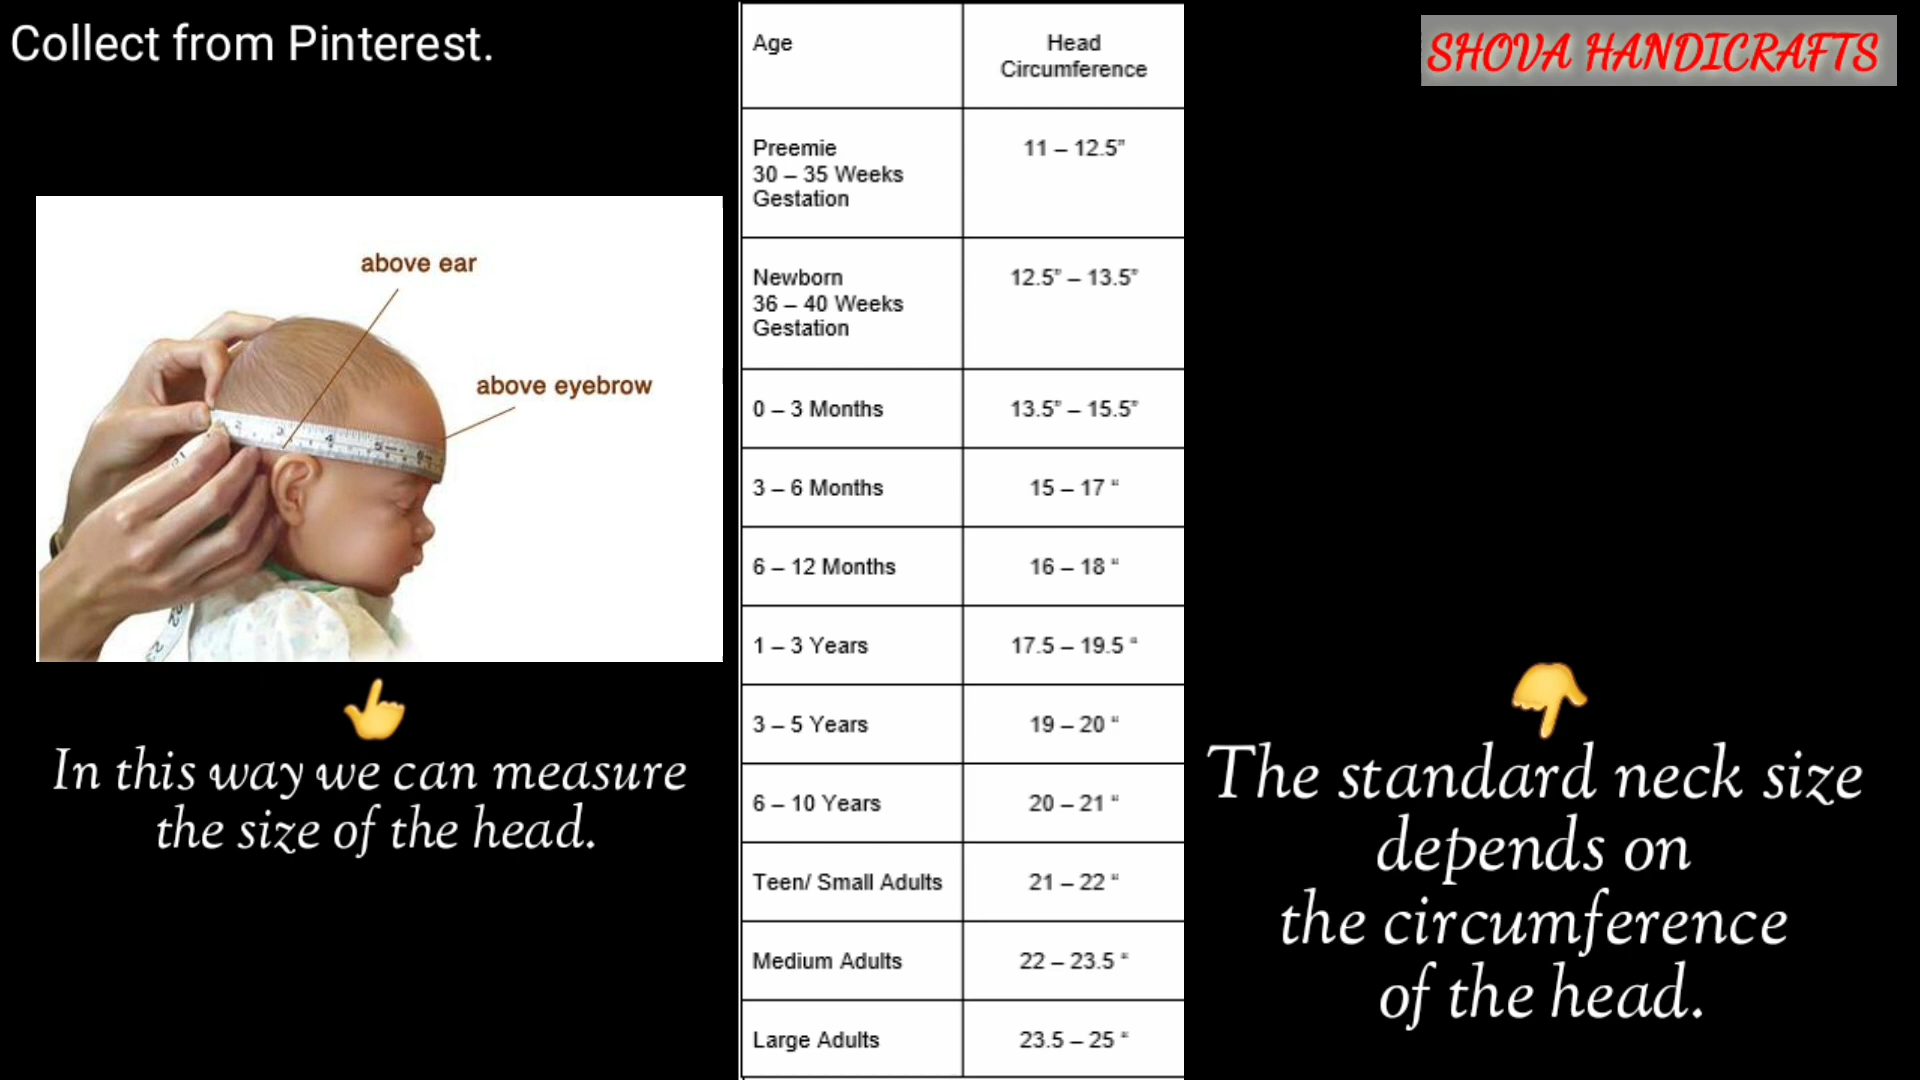 Collect from Pinterest.
SHOVA HANDICRAFTS
above ear
above eyebrow
In this way we can measure
the size of the head.
Age
Head
Circumference
Preemie
30 – 35 Weeks
Gestation
11 – 12.5”
Newborn
36 – 40 Weeks
Gestation
12.5” – 13.5”
0 – 3 Months
13.5” – 15.5”
3 – 6 Months
15 – 17 “
6 – 12 Months
16 – 18 “
1 – 3 Years
17.5 – 19.5 “
3 – 5 Years
19 – 20 “
6 – 10 Years
20 – 21 “
Teen/ Small Adults
21 – 22 “
Medium Adults
22 – 23.5 “
Large Adults
23.5 – 25 “
The standard neck size
depends on
the circumference
of the head.